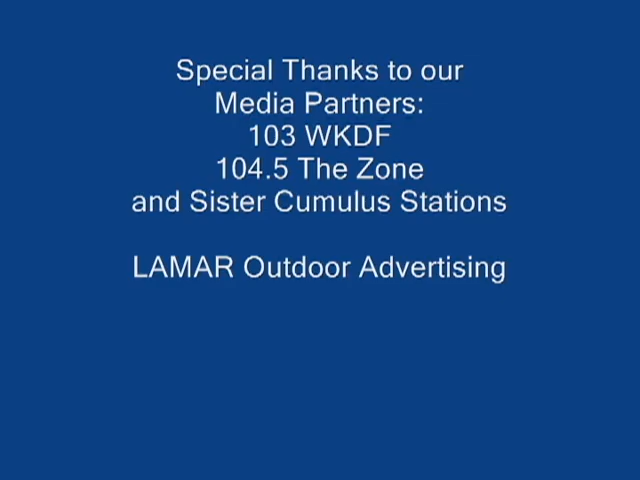 Special Thanks to our
Media Partners:
103 WKDF
104.5 The Zone
and Sister Cumulus Stations
LAMAR Outdoor Advertising